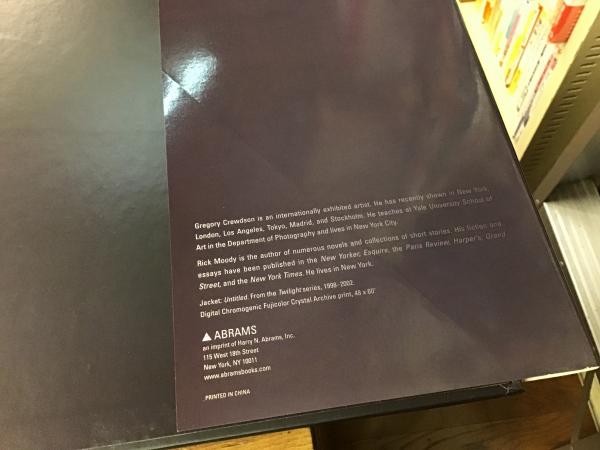 Gregory Crewdson is an internationally exhibited artist. He has recently shown in New York,
London, Los Angeles, Tokyo, Madrid, and Stockholm. He teaches at Yale University School of
Art in the Department of Photography and lives in New York City.
Rick Moody is the author of numerous novels and collections of short stories. His fiction and
essays have been published in the New Yorker, Esquire, the Paris Review, Harper's, Grand
Street, and the New York Times. He lives in New York.
Jacket: Untitled. From the Twilight series, 1998-2002.
Digital Chromogenic Fujicolor Crystal Archive print, 48 x 60"
ABRAMS
an imprint of Harry N. Abrams, Inc.
115 West 18th Street
New York, NY 10011
www.abramsbooks.com
PRINTED IN CHINA